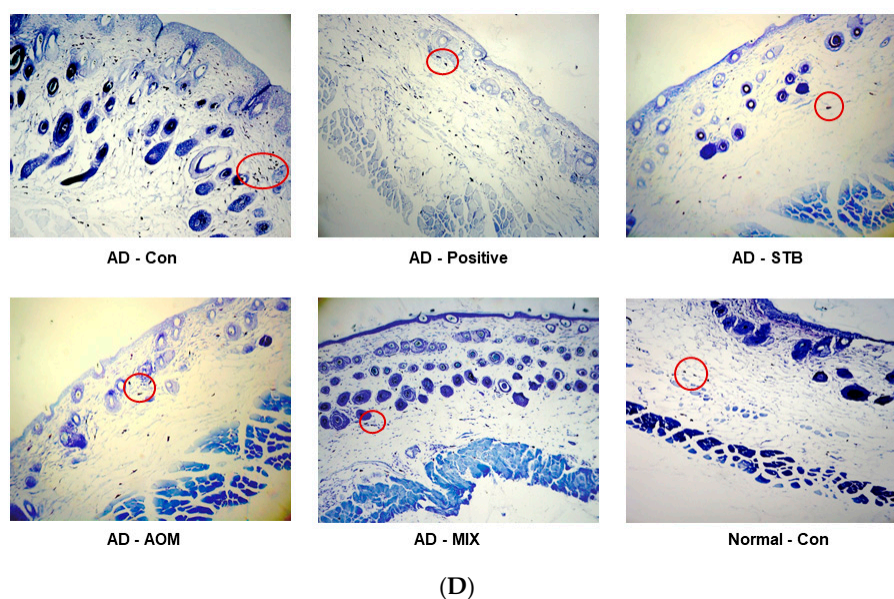 AD - Con
AD - Positive
AD - STB
AD - AOM
AD - MIX
Normal - Con
(D)